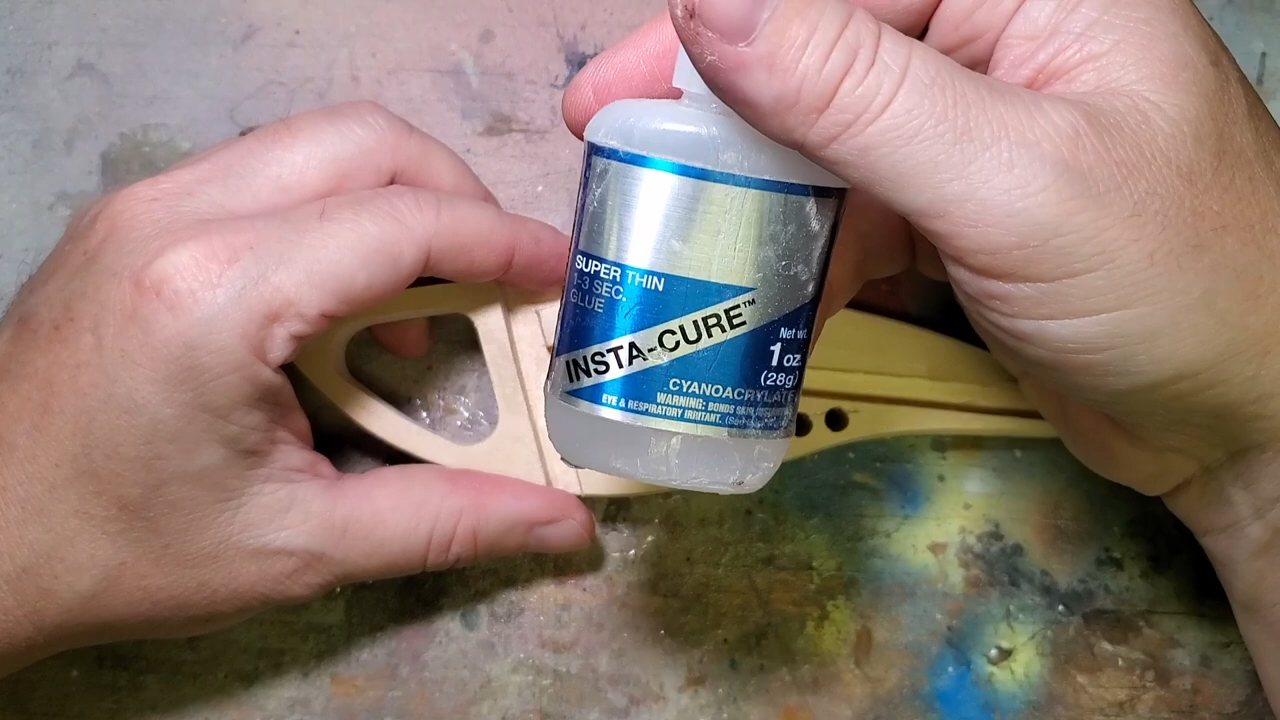 SUPER THIN
1-3 SEC.
GLUE
INSTA-CURE™
Net wt.
1 oz.
(28g)
CYANOACRYLATE
WARNING: BONDS SKIN
EYE & RESPIRATORY IRRITANT.